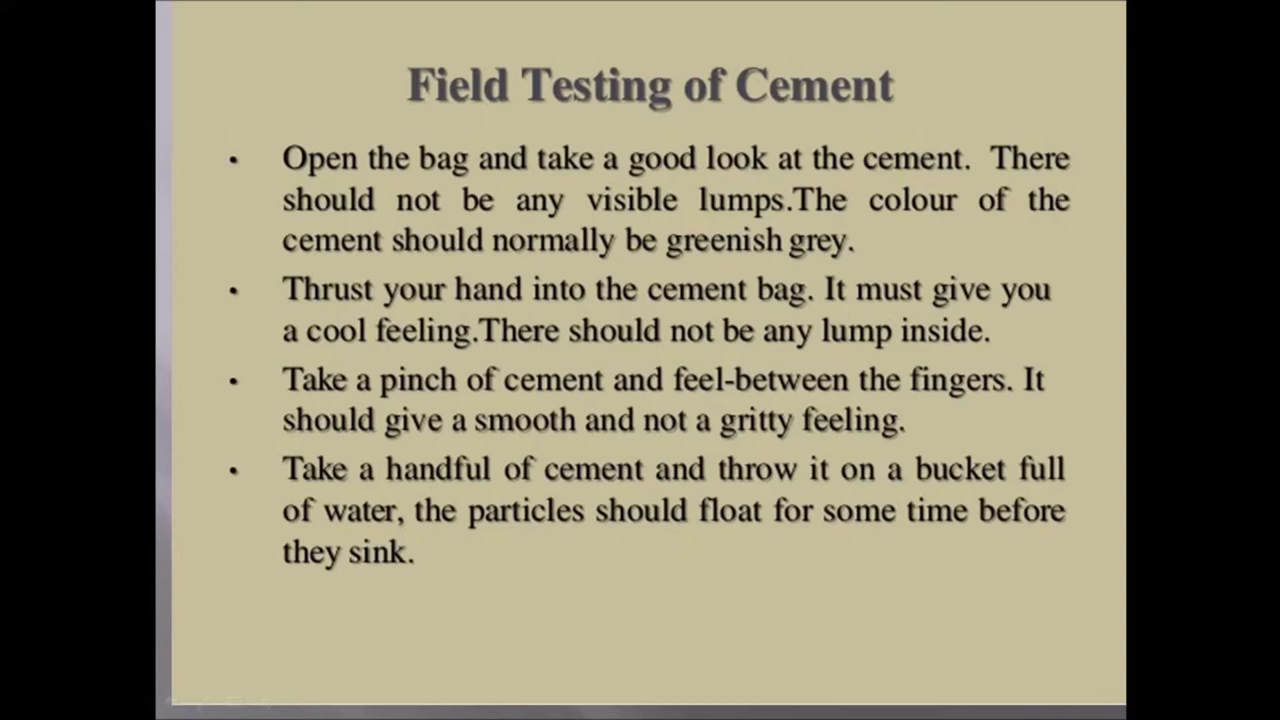 Field Testing of Cement
• Open the bag and take a good look at the cement. There
should not be any visible lumps.The colour of the
cement should normally be greenish grey.
• Thrust your hand into the cement bag. It must give you
a cool feeling.There should not be any lump inside.
• Take a pinch of cement and feel-between the fingers. It
should give a smooth and not a gritty feeling.
• Take a handful of cement and throw it on a bucket full
of water, the particles should float for some time before
they sink.